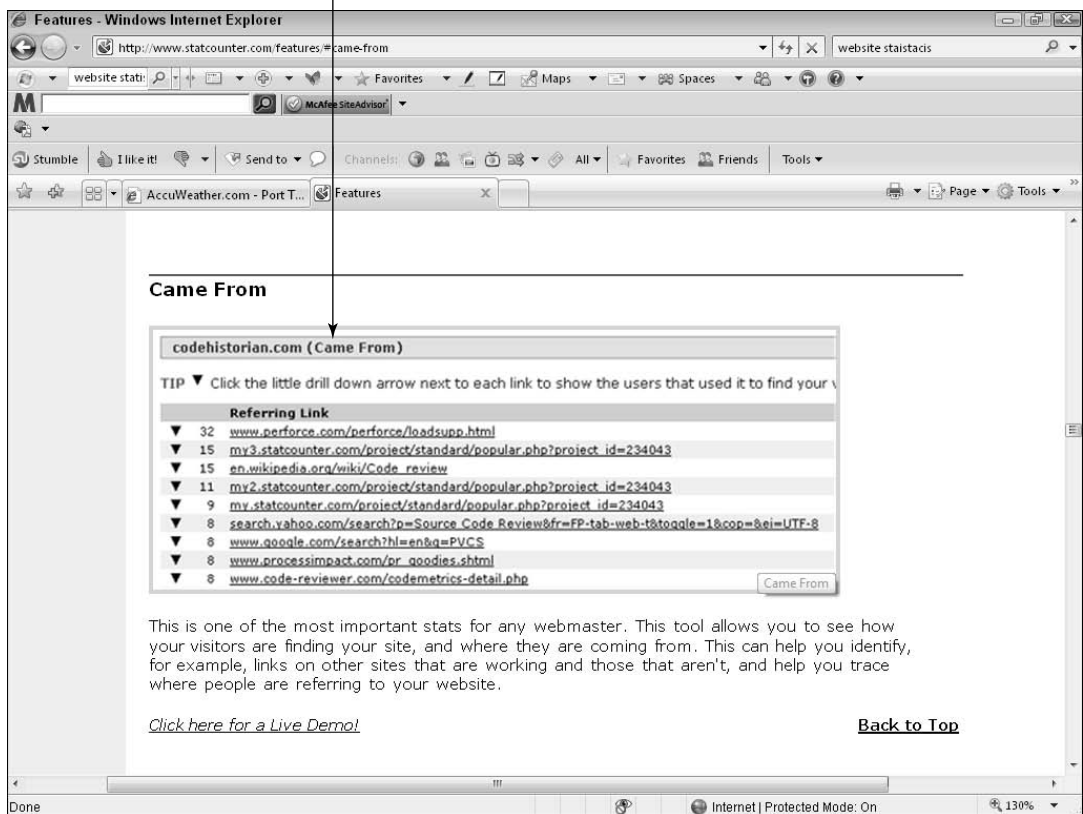 Features - Windows Internet Explorer
http://www.statcounter.com/features/#came-from
website staistacis
website stati:
Favorites
Maps
Spaces
M
McAfee SiteAdvisor
Stumble
I like it!
Send to
Channels:
All
Favorites
Friends
Tools
AccuWeather.com - Port T...
Features
Page
Tools
Came From
codehistorian.com (Came From)
TIP ▼ Click the little drill down arrow next to each link to show the users that used it to find your
Referring Link
▼ 32 www.perforce.com/perforce/loadsupp.html
▼ 15 my3.statcounter.com/project/standard/popular.php?project_id=234043
▼ 15 en.wikipedia.org/wiki/Code_review
▼ 11 my2.statcounter.com/project/standard/popular.php?project_id=234043
▼ 9 my.statcounter.com/project/standard/popular.php?project_id=234043
▼ 8 search.yahoo.com/search?p=Source Code Review&fr=FP-tab-web-t&toggle=1&cop=&ei=UTF-8
▼ 8 www.google.com/search?hl=en&q=PVCS
▼ 8 www.processimpact.com/pr_goodies.shtml
▼ 8 www.code-reviewer.com/codemetrics-detail.php
Came From
This is one of the most important stats for any webmaster. This tool allows you to see how
your visitors are finding your site, and where they are coming from. This can help you identify,
for example, links on other sites that are working and those that aren't, and help you trace
where people are referring to your website.
Click here for a Live Demo!
Back to Top
Done
Internet | Protected Mode: On
130%